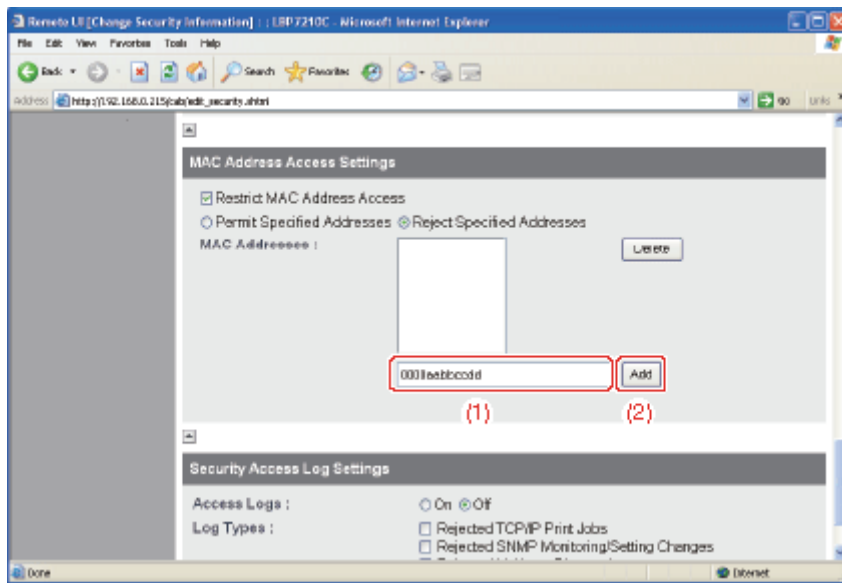 Remote UI [Change Security Information] : : LBP7210C - Microsoft Internet Explorer
File Edit View Favorites Tools Help
Back Search Favorites
Address http://192.168.0.215/cab/edit_security.shtml Go Links
MAC Address Access Settings
Restrict MAC Address Access
Permit Specified Addresses Reject Specified Addresses
MAC Addresses :
Delete
Add
(1) (2)
Security Access Log Settings
Access Logs : On Off
Log Types : Rejected TCP/IP Print Jobs
Rejected SNMP Monitoring/Setting Changes
Done Internet